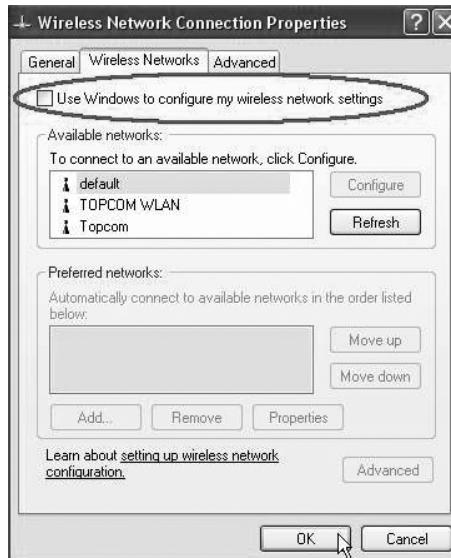 Wireless Network Connection Properties
General Wireless Networks Advanced
Use Windows to configure my wireless network settings
Available networks:
To connect to an available network, click Configure.
default
TOPCOM WLAN
Topcom
Configure
Refresh
Preferred networks:
Automatically connect to available networks in the order listed
below:
Move up
Move down
Add... Remove Properties
Learn about setting up wireless network
configuration.
Advanced
OK Cancel